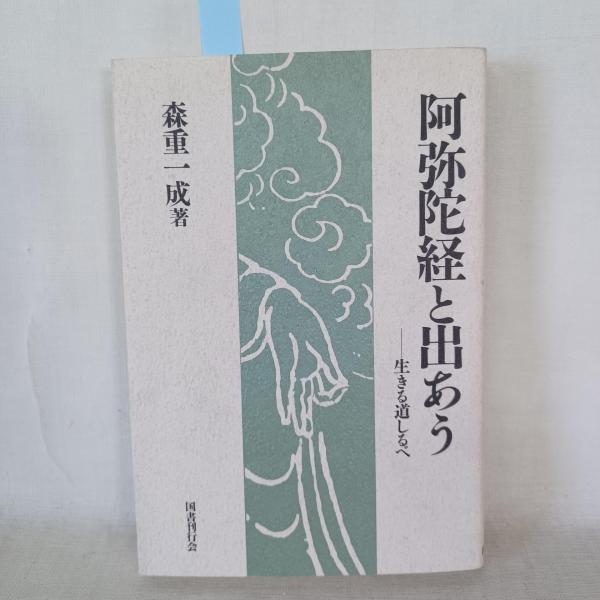 阿弥陀経と出あう
──生きる道しるべ
森重一成著
国書刊行会